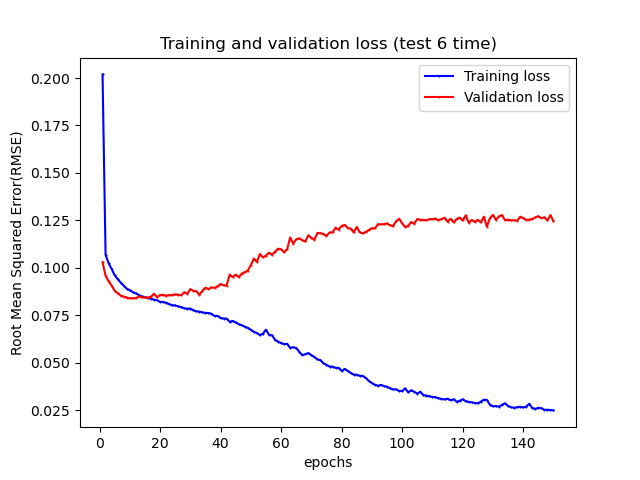 Training and validation loss (test 6 time)
Training loss
Validation loss
Root Mean Squared Error(RMSE)
0.200
0.175
0.150
0.125
0.100
0.075
0.050
0.025
0 20 40 60 80 100 120 140
epochs